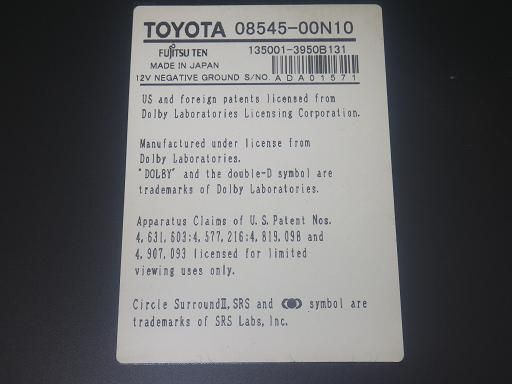 TOYOTA 08545-00N10
FUJITSU TEN 135001-3950B131
MADE IN JAPAN
12V NEGATIVE GROUND S/NO. ADA01571
US and foreign patents licensed from
Dolby Laboratories Licensing Corporation.
Manufactured under license from
Dolby Laboratories.
"DOLBY" and the double-D symbol are
trademarks of Dolby Laboratories.
Apparatus Claims of U.S. Patent Nos.
4,631,603:4,577,216:4,819,098 and
4,907,093 licensed for limited
viewing uses only.
Circle SurroundⅡ, SRS and symbol are
trademarks of SRS Labs, Inc.